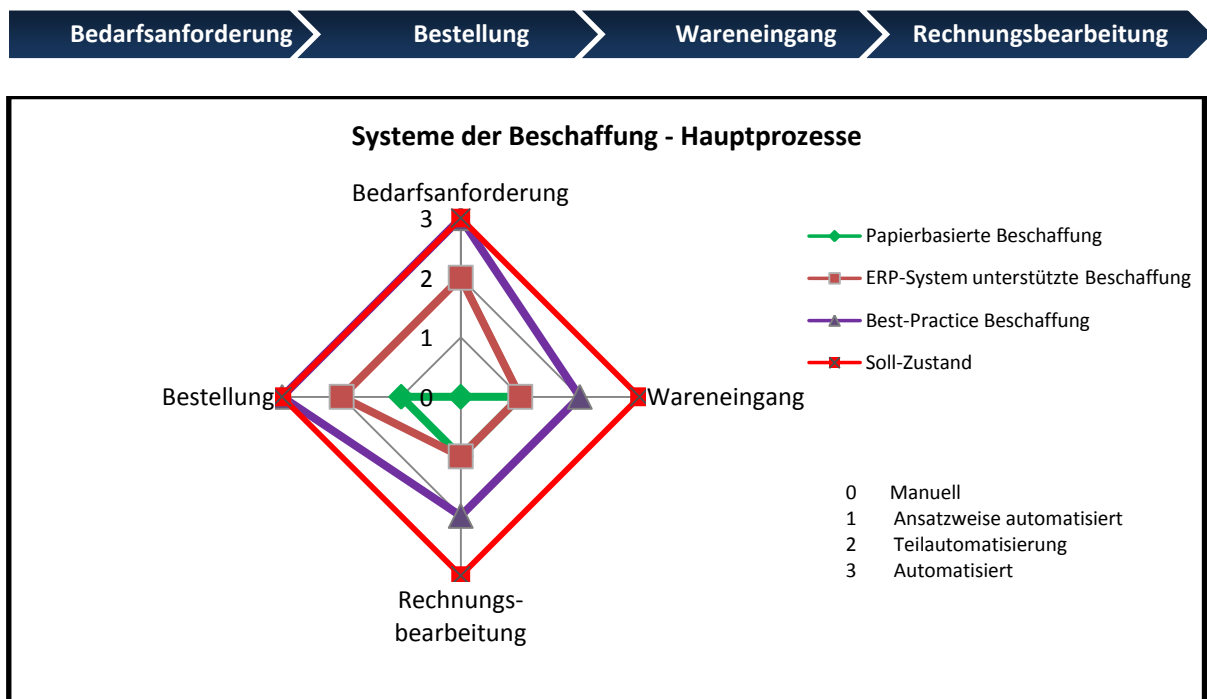 Bedarfsanforderung
Bestellung
Wareneingang
Rechnungsbearbeitung
Systeme der Beschaffung - Hauptprozesse
Bedarfsanforderung
3
2
1
0
Bestellung
Wareneingang
Rechnungs-
bearbeitung
Papierbasierte Beschaffung
ERP-System unterstützte Beschaffung
Best-Practice Beschaffung
Soll-Zustand
0 Manuell
1 Ansatzweise automatisiert
2 Teilautomatisierung
3 Automatisiert